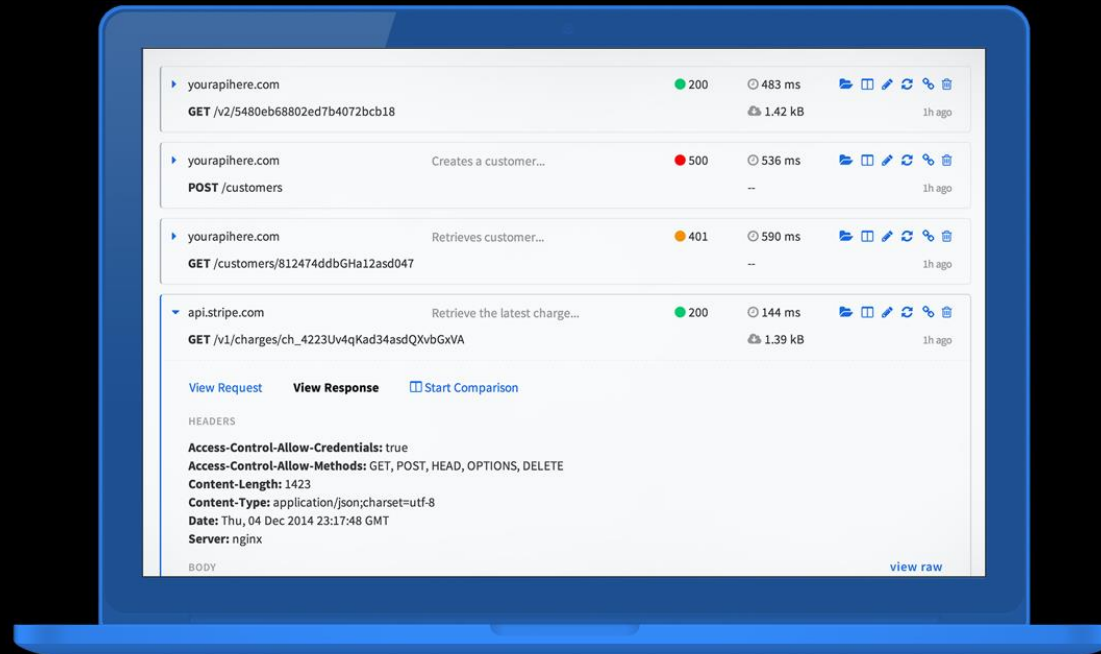 yourapihere.com 200 483 ms
GET /v2/5480eb68802ed7b4072bcb18 1.42 kB 1h ago
yourapihere.com Creates a customer... 500 536 ms
POST /customers -- 1h ago
yourapihere.com Retrieves customer... 401 590 ms
GET /customers/812474ddbGHa12asd047 -- 1h ago
api.stripe.com Retrieve the latest charge... 200 144 ms
GET /v1/charges/ch_4223Uv4qKad34asdQXvbGxVA 1.39 kB 1h ago
View Request View Response Start Comparison
HEADERS
Access-Control-Allow-Credentials: true
Access-Control-Allow-Methods: GET, POST, HEAD, OPTIONS, DELETE
Content-Length: 1423
Content-Type: application/json;charset=utf-8
Date: Thu, 04 Dec 2014 23:17:48 GMT
Server: nginx
BODY view raw